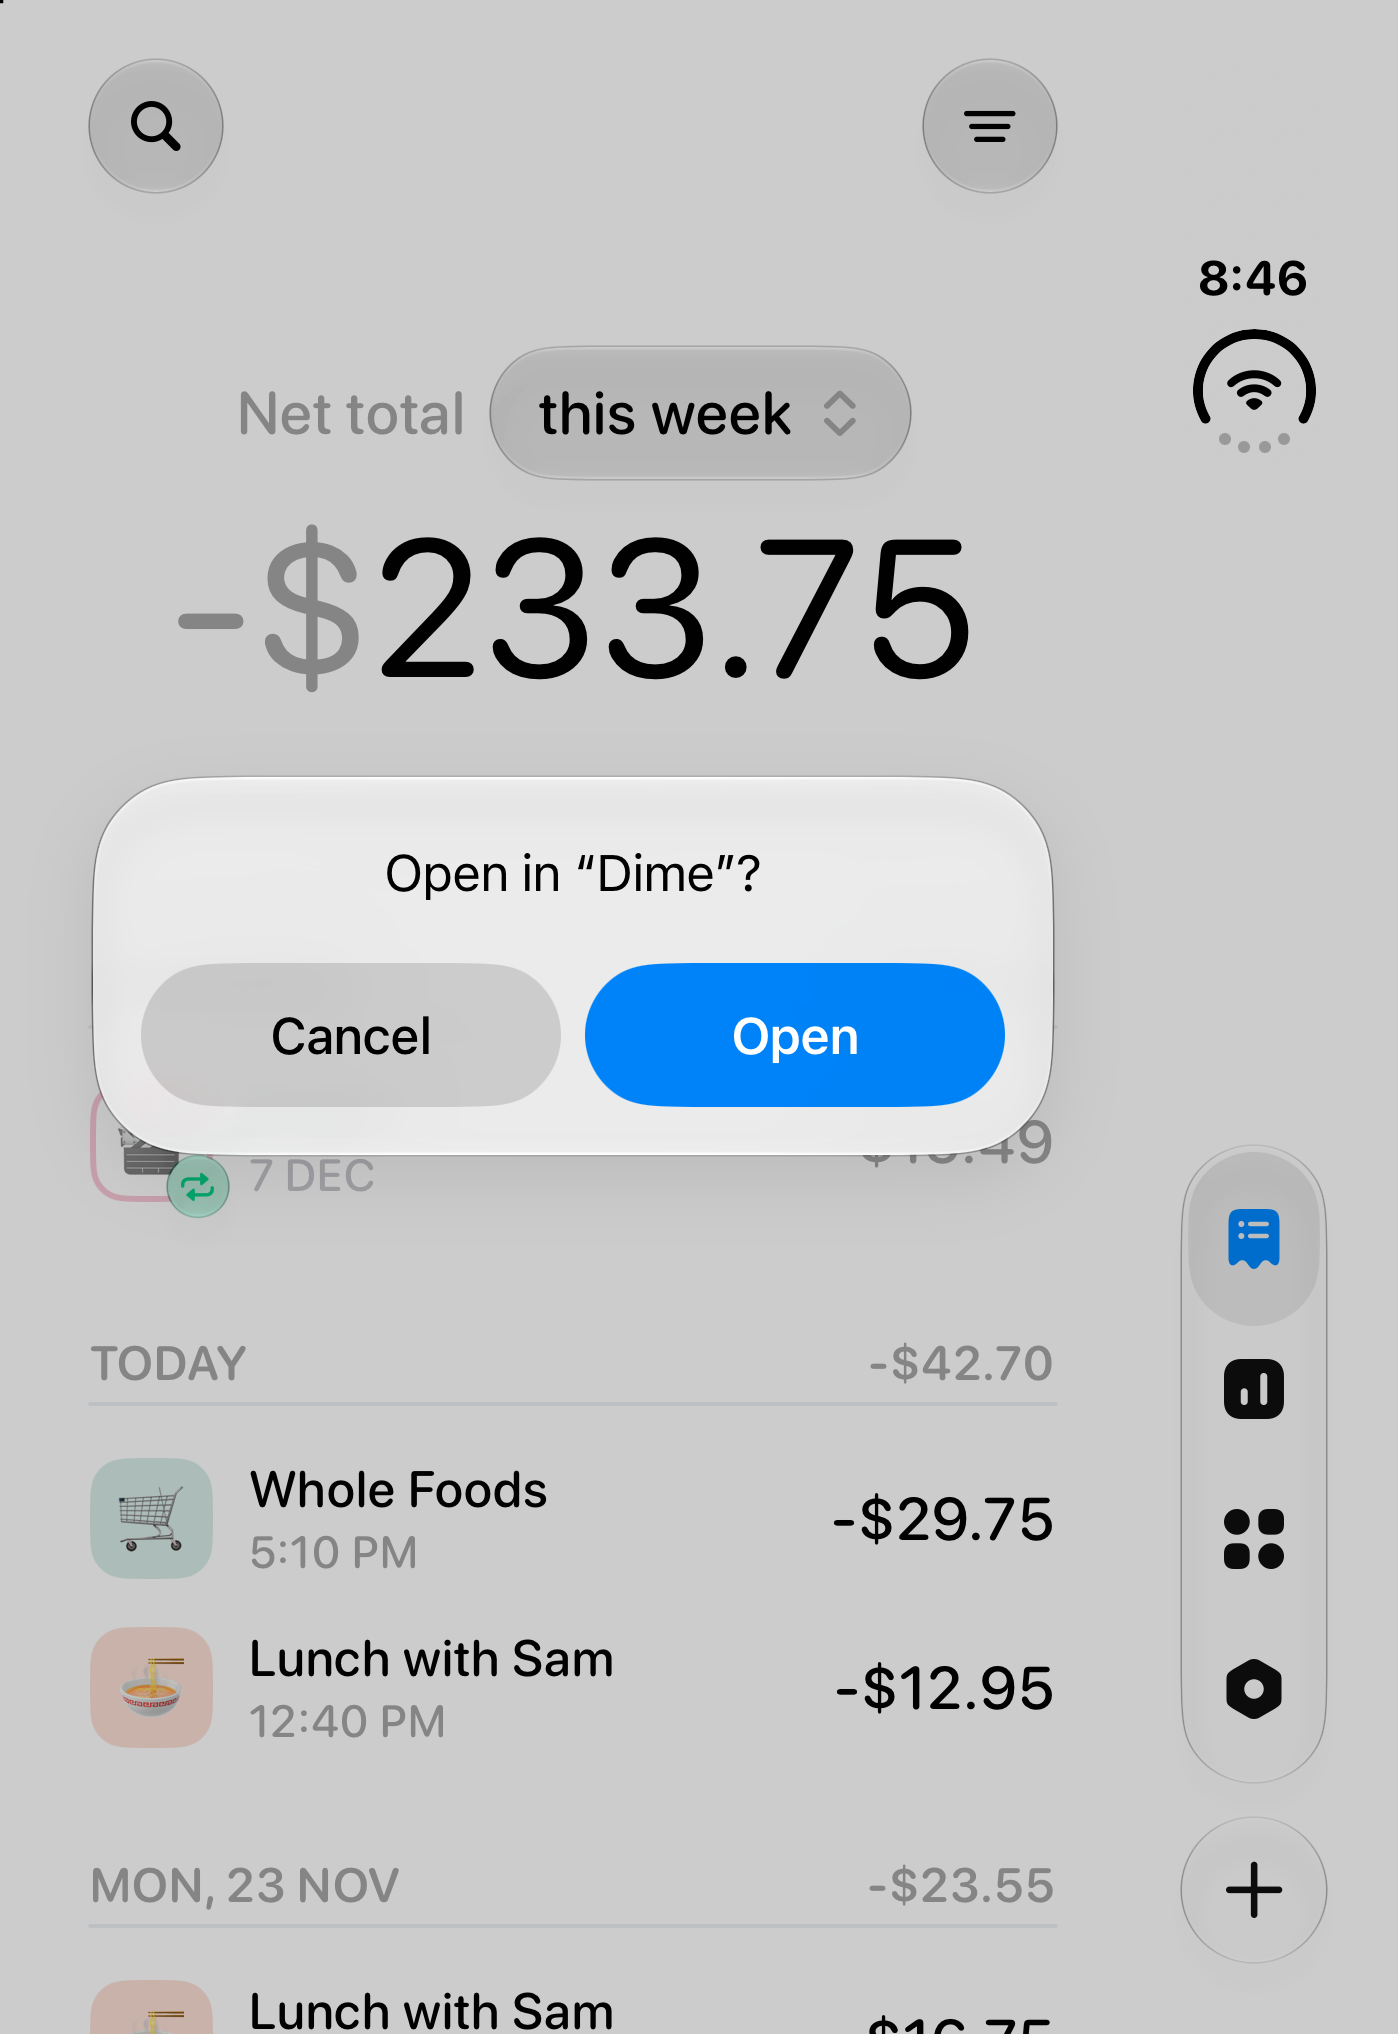 8:46
Net total this week
-$233.75
Open in “Dime”?
Cancel Open
7 DEC
TODAY -$42.70
Whole Foods
5:10 PM
-$29.75
Lunch with Sam
12:40 PM
-$12.95
MON, 23 NOV -$23.55
Lunch with Sam